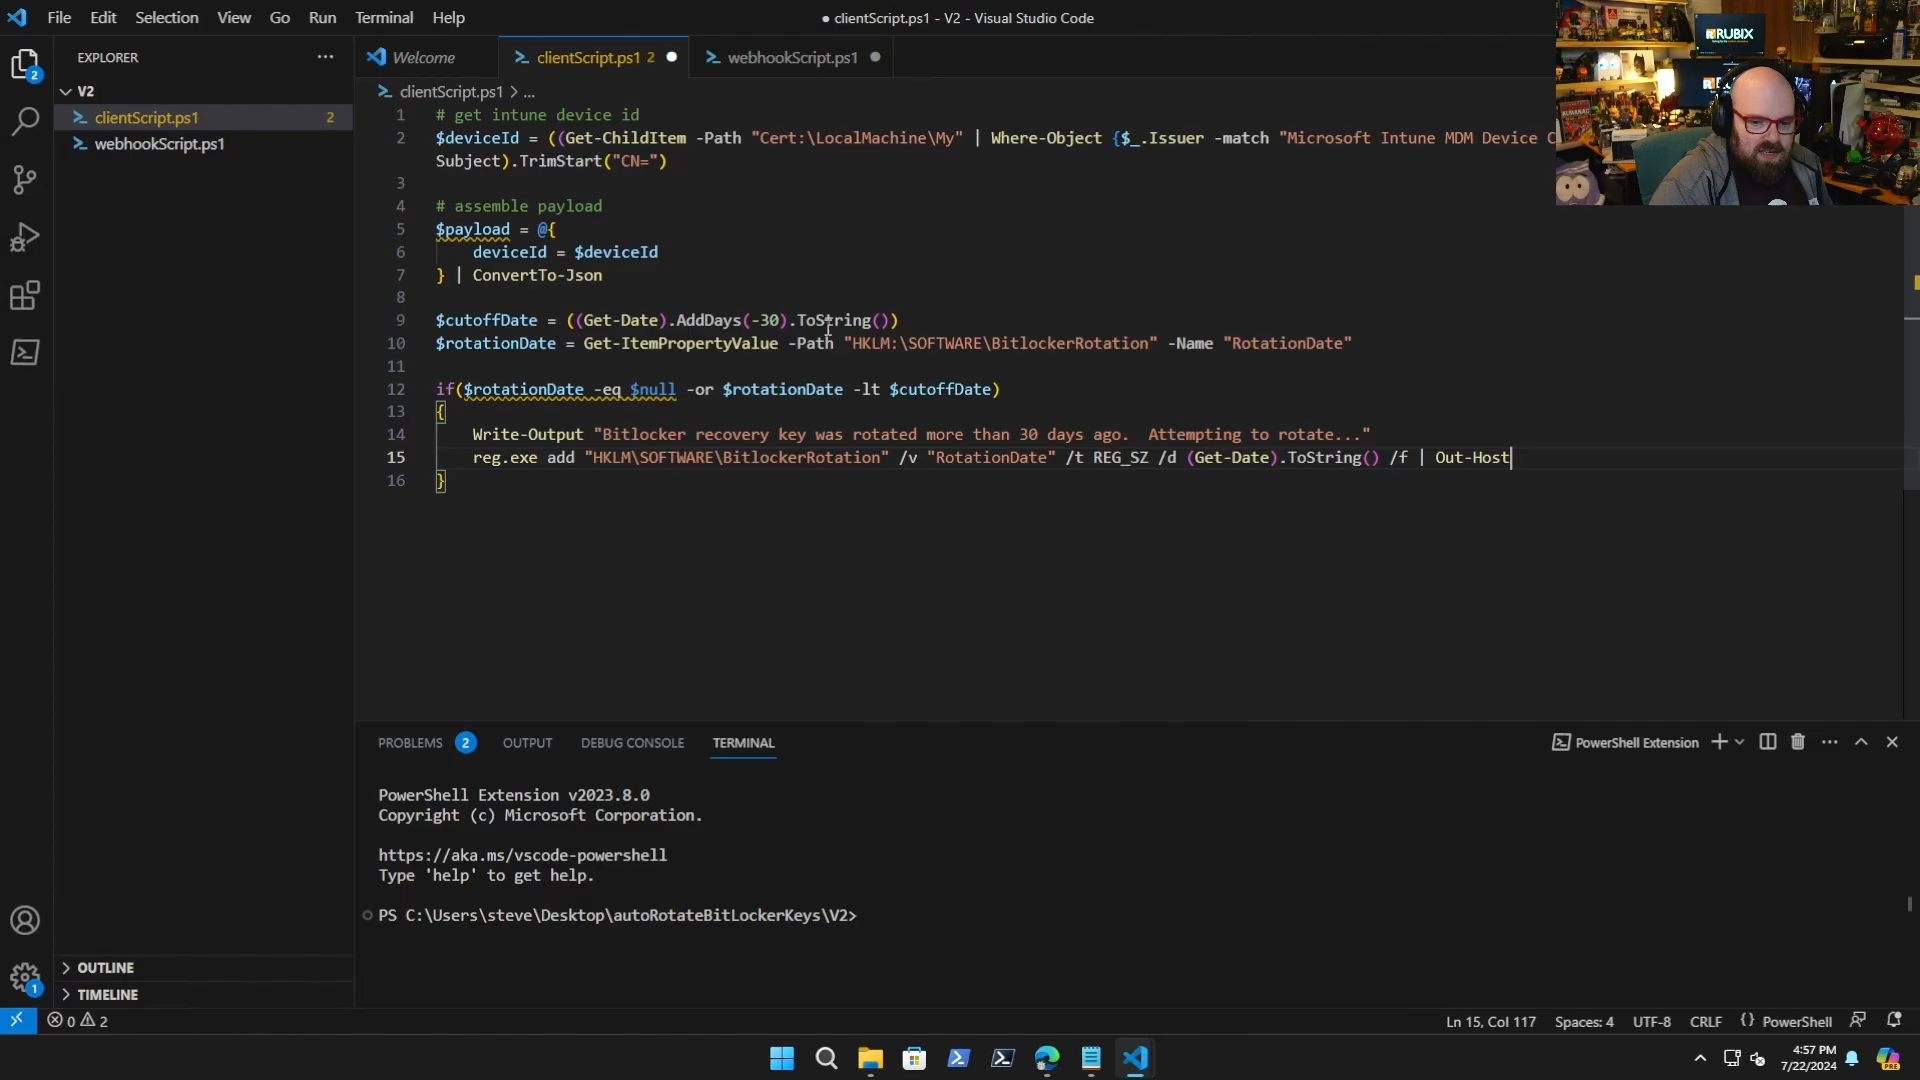 File Edit Selection View Go Run Terminal Help
● clientScript.ps1 - V2 - Visual Studio Code
RUBIX
EXPLORER ···
Welcome
clientScript.ps1 2
webhookScript.ps1
V2
clientScript.ps1 2
webhookScript.ps1
clientScript.ps1 > ...
1 # get intune device id
2 $deviceId = ((Get-ChildItem -Path "Cert:\LocalMachine\My" | Where-Object {$_.Issuer -match "Microsoft Intune MDM Device C
Subject).TrimStart("CN=")
3
4 # assemble payload
5 $payload = @{
6 deviceId = $deviceId
7 } | ConvertTo-Json
8
9 $cutoffDate = ((Get-Date).AddDays(-30).ToString())
10 $rotationDate = Get-ItemPropertyValue -Path "HKLM:\SOFTWARE\BitlockerRotation" -Name "RotationDate"
11
12 if($rotationDate -eq $null -or $rotationDate -lt $cutoffDate)
13 {
14 Write-Output "Bitlocker recovery key was rotated more than 30 days ago.  Attempting to rotate..."
15 reg.exe add "HKLM\SOFTWARE\BitlockerRotation" /v "RotationDate" /t REG_SZ /d (Get-Date).ToString() /f | Out-Host
16 }
PROBLEMS 2 OUTPUT DEBUG CONSOLE TERMINAL
PowerShell Extension
PowerShell Extension v2023.8.0
Copyright (c) Microsoft Corporation.
https://aka.ms/vscode-powershell
Type 'help' to get help.
PS C:\Users\steve\Desktop\autoRotateBitLockerKeys\V2>
OUTLINE
TIMELINE
2
1
0 2
Ln 15, Col 117 Spaces: 4 UTF-8 CRLF {} PowerShell
4:57 PM
7/22/2024
PRE